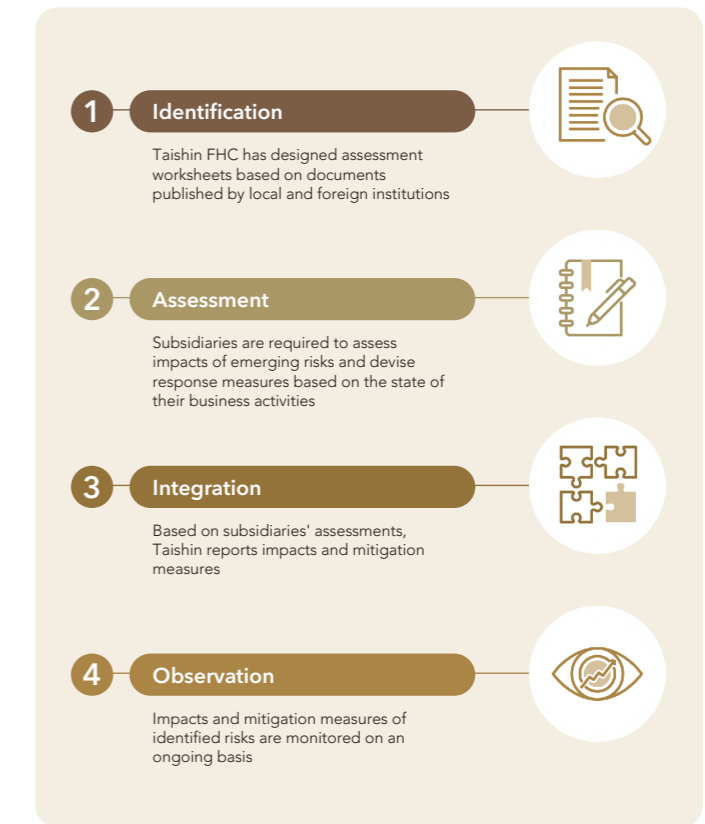 1
Identification
Taishin FHC has designed assessment
worksheets based on documents
published by local and foreign institutions
2
Assessment
Subsidiaries are required to assess
impacts of emerging risks and devise
response measures based on the state of
their business activities
3
Integration
Based on subsidiaries' assessments,
Taishin reports impacts and mitigation
measures
4
Observation
Impacts and mitigation measures of
identified risks are monitored on an
ongoing basis